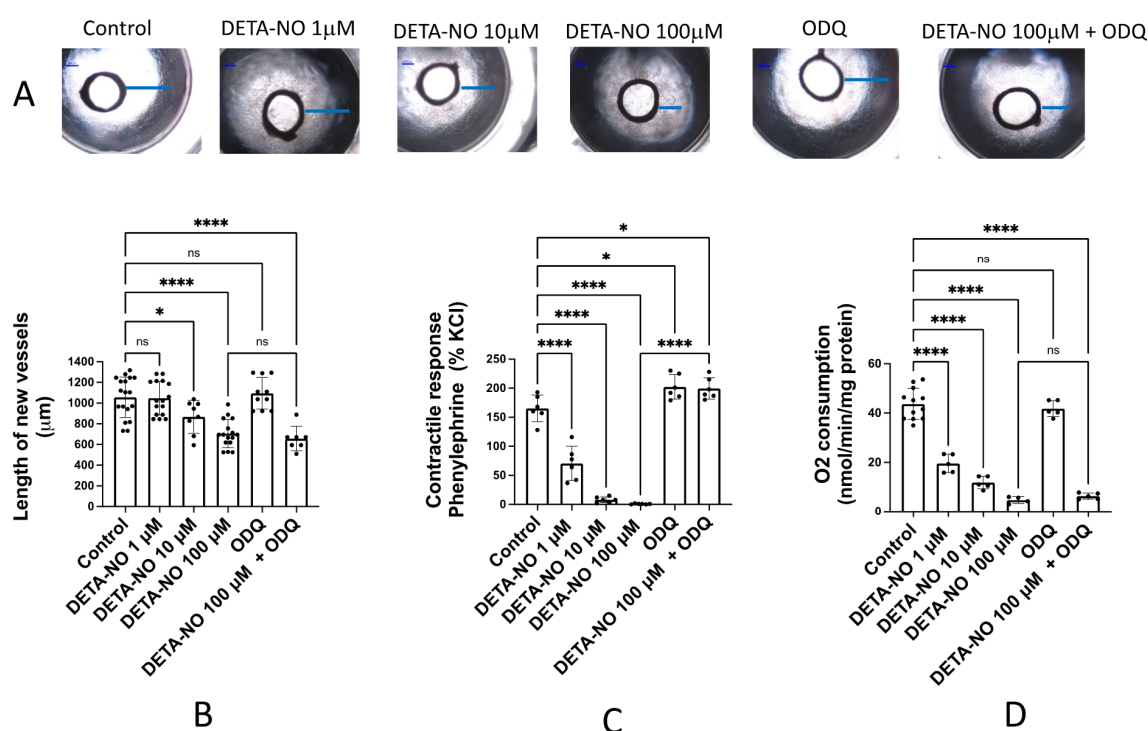 Control
DETA-NO 1μM
DETA-NO 10μM
DETA-NO 100μM
ODQ
DETA-NO 100μM + ODQ
A
****
ns
****
*
ns
ns
Length of new vessels
(μm)
1400
1200
1000
800
600
400
200
0
Control
DETA-NO 1 μM
DETA-NO 10 μM
DETA-NO 100 μM
ODQ
DETA-NO 100 μM + ODQ
B
*
*
****
****
****
****
Contractile response
Phenylephrine (% KCl)
250
200
150
100
50
0
Control
DETA-NO 1 μM
DETA-NO 10 μM
DETA-NO 100 μM
ODQ
DETA-NO 100 μM + ODQ
C
****
ns
****
****
****
ns
O2 consumption
(nmol/min/mg protein)
60
40
20
0
Control
DETA-NO 1 μM
DETA-NO 10 μM
DETA-NO 100 μM
ODQ
DETA-NO 100 μM + ODQ
D